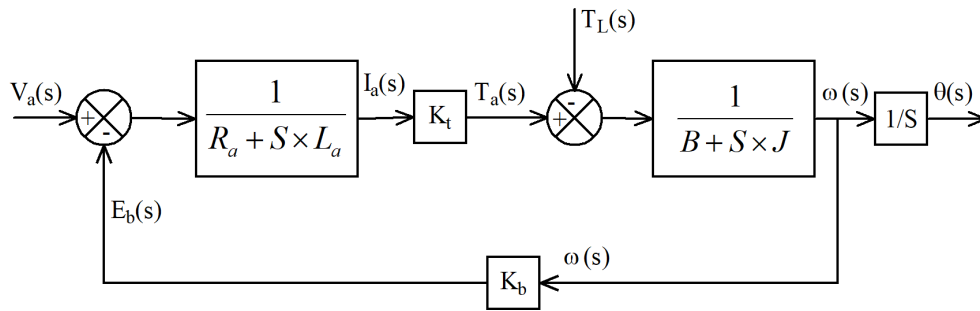 T_L(s)
V_a(s)
+
-
1
R_a + S × L_a
I_a(s)
K_t
T_a(s)
-
+
1
B + S × J
ω(s)
1/S
θ(s)
E_b(s)
K_b
ω(s)